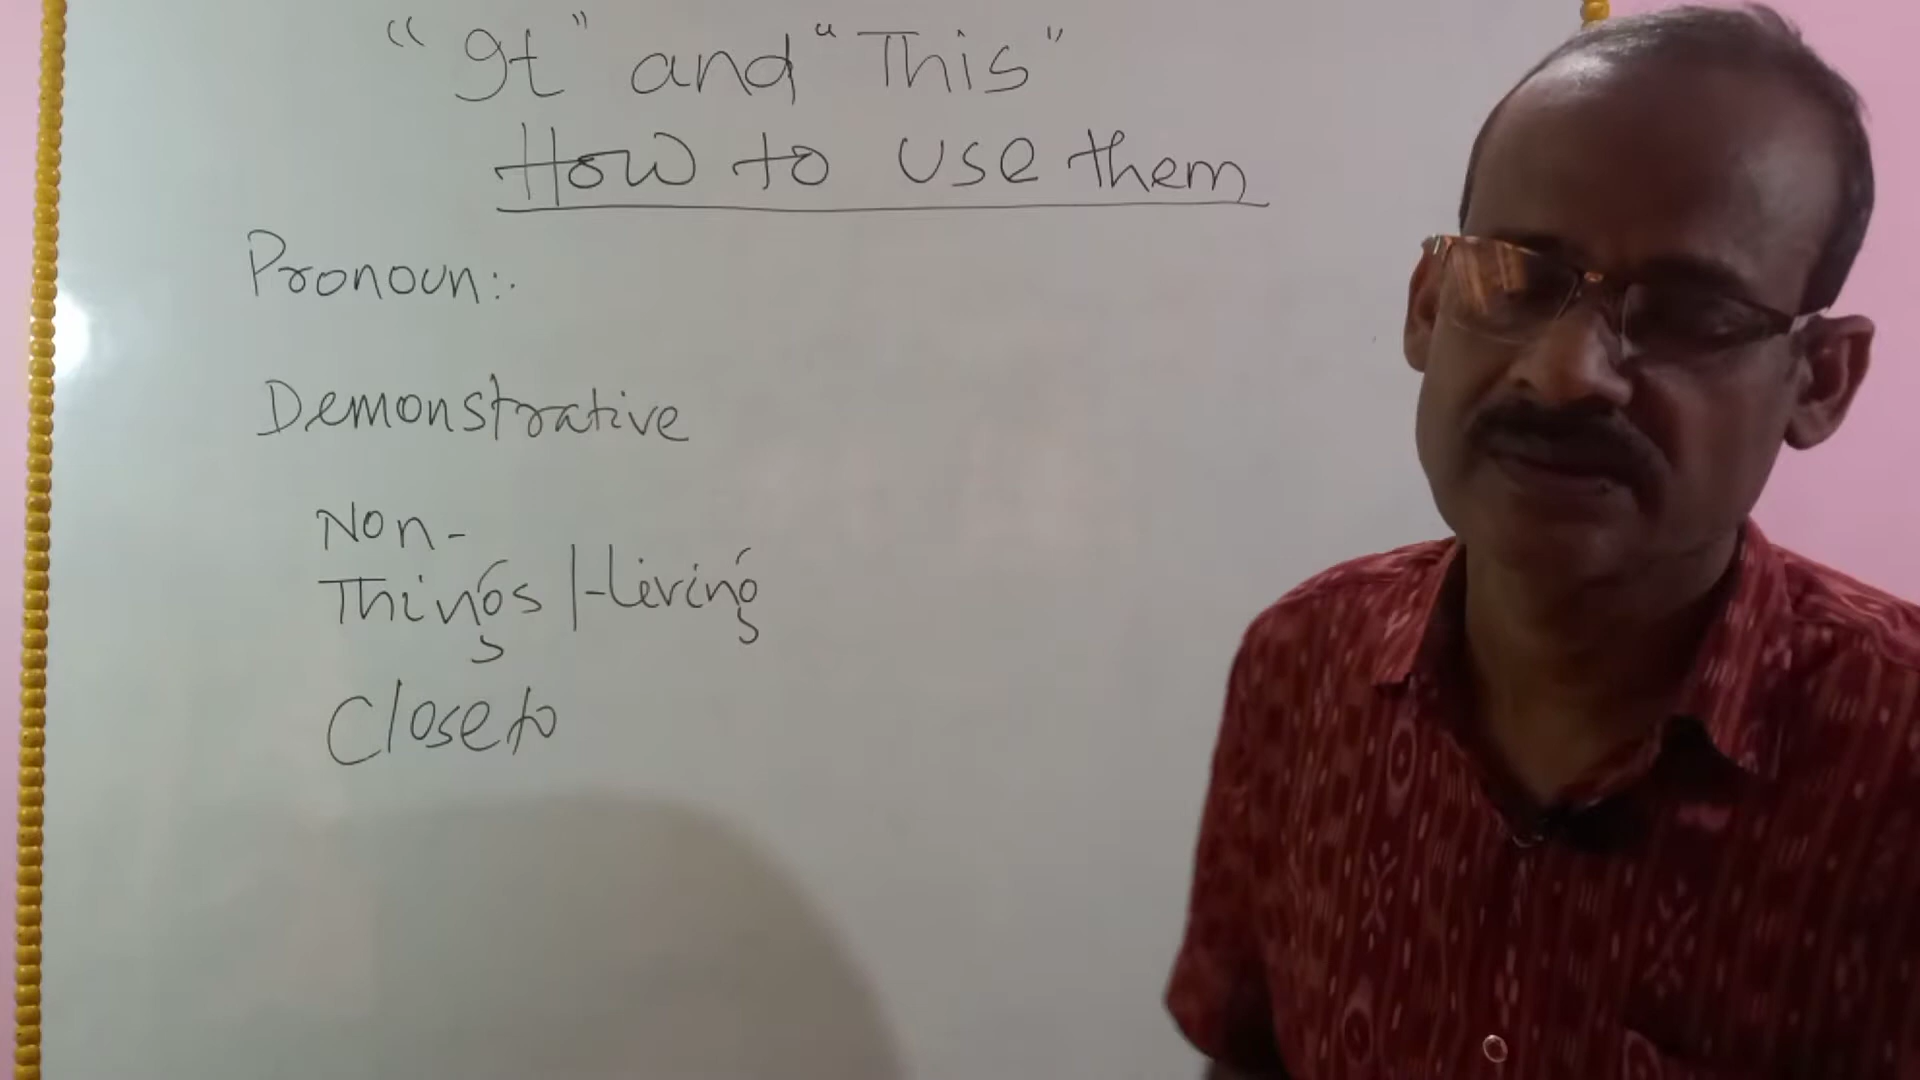 "It" and "This"
How to use them
Pronoun:-
Demonstrative
Non-
Things |-living
Close to